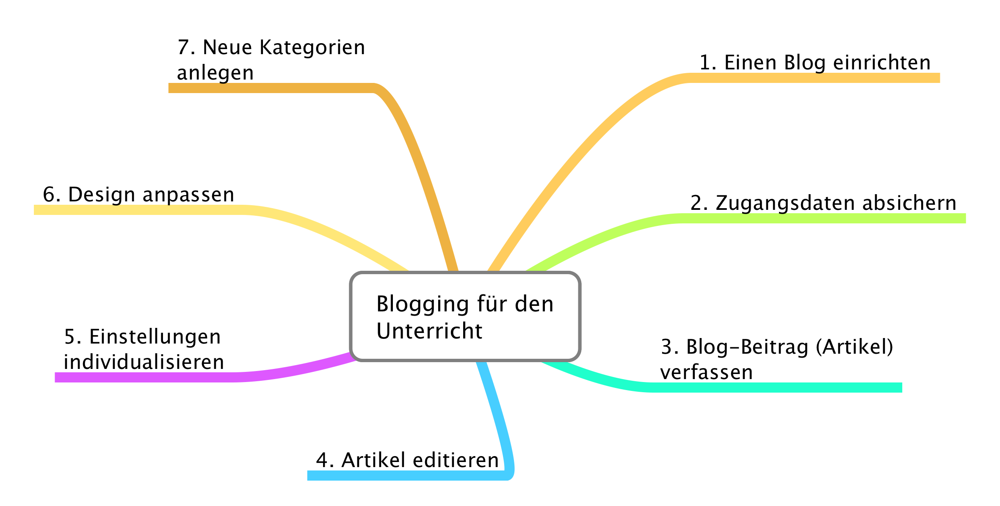 7. Neue Kategorien
anlegen
1. Einen Blog einrichten
6. Design anpassen
2. Zugangsdaten absichern
Blogging für den
Unterricht
5. Einstellungen
individualisieren
3. Blog-Beitrag (Artikel)
verfassen
4. Artikel editieren